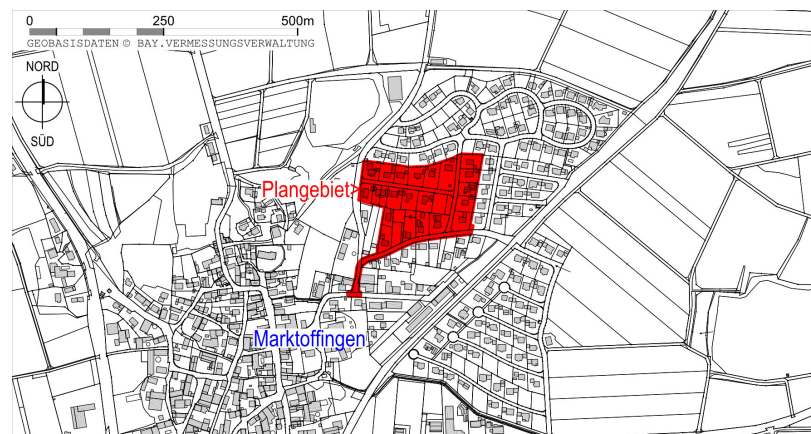 0 250 500m
GEOBASISDATEN © BAY.VERMESSUNGSVERWALTUNG
NORD
SÜD
Plangebiet>
Marktoffingen